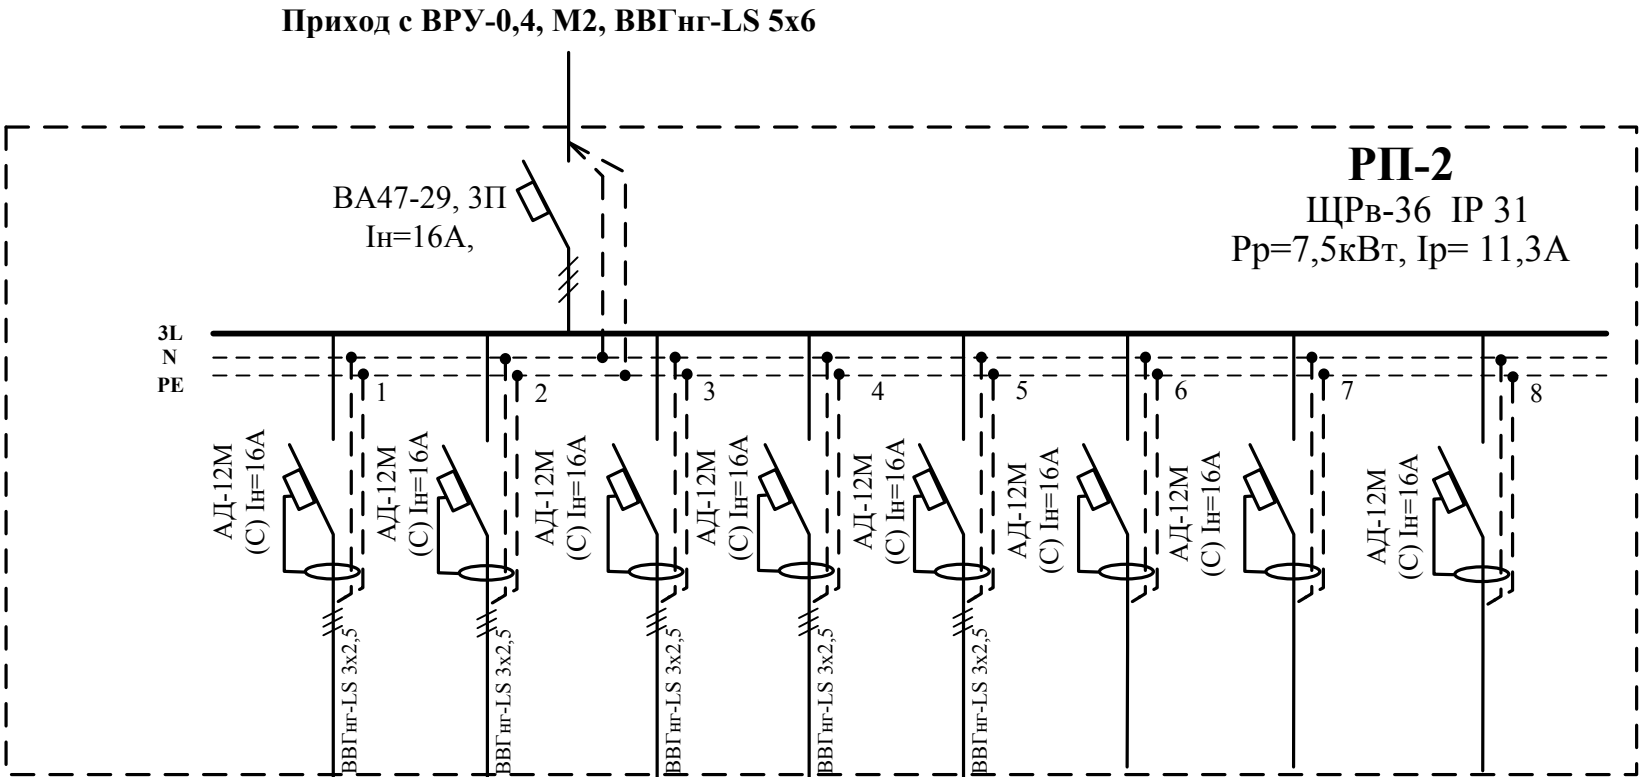 Приход с ВРУ-0,4, М2, ВВГнг-LS 5х6
РП-2
ЩРв-36 IP 31
Рр=7,5кВт, Iр= 11,3А
ВА47-29, 3П
Iн=16А,
3L
N
PE
1
2
3
4
5
6
7
8
АД-12М
(С) Iн=16А
АД-12М
(С) Iн=16А
АД-12М
(С) Iн=16А
АД-12М
(С) Iн=16А
АД-12М
(С) Iн=16А
АД-12М
(С) Iн=16А
АД-12М
(С) Iн=16А
АД-12М
(С) Iн=16А
ВВГнг-LS 3х2,5
ВВГнг-LS 3х2,5
ВВГнг-LS 3х2,5
ВВГнг-LS 3х2,5
ВВГнг-LS 3х2,5